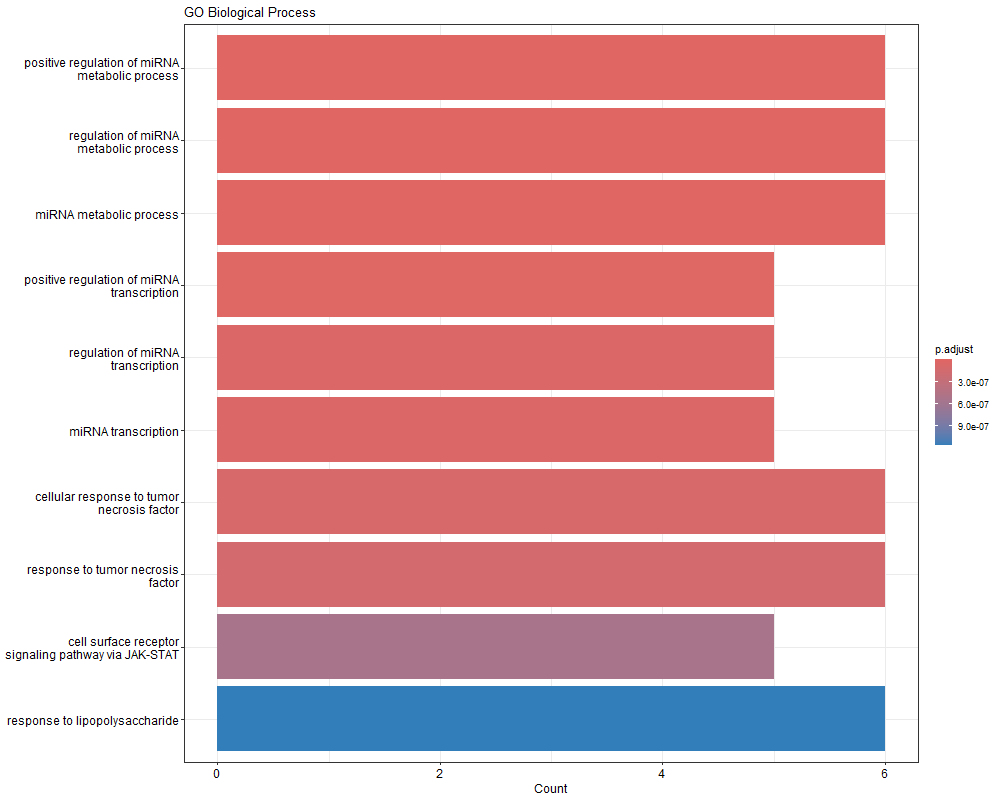 GO Biological Process
positive regulation of miRNA
metabolic process
regulation of miRNA
metabolic process
miRNA metabolic process
positive regulation of miRNA
transcription
regulation of miRNA
transcription
miRNA transcription
cellular response to tumor
necrosis factor
response to tumor necrosis
factor
cell surface receptor
signaling pathway via JAK-STAT
response to lipopolysaccharide
0
2
4
6
Count
p.adjust
3.0e-07
6.0e-07
9.0e-07